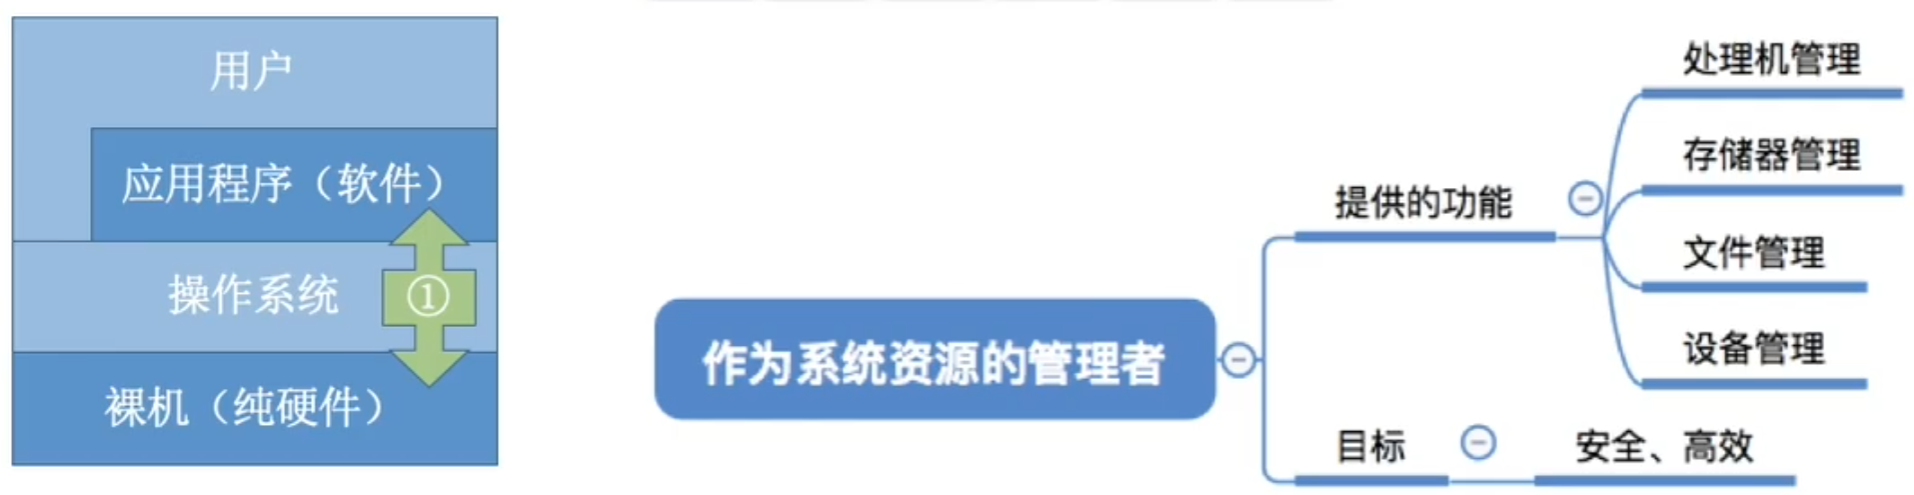 用户
应用程序（软件）
操作系统
①
裸机（纯硬件）
作为系统资源的管理者
提供的功能
处理机管理
存储器管理
文件管理
设备管理
目标
安全、高效